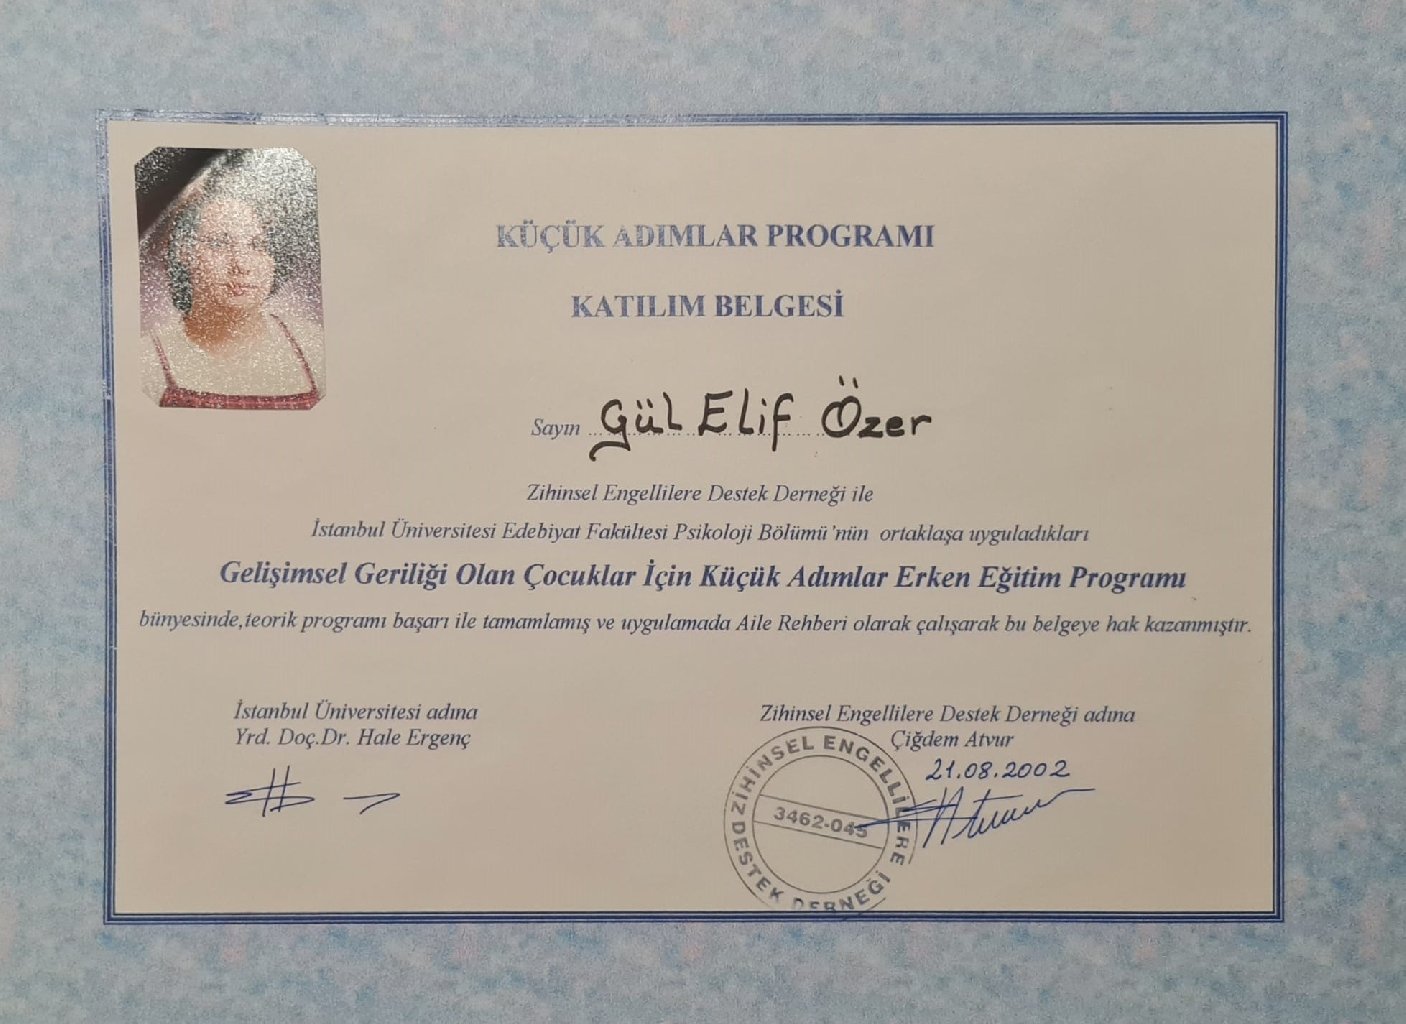 KÜÇÜK ADIMLAR PROGRAMI
KATILIM BELGESİ
Sayın Gül Elif Özer
Zihinsel Engellilere Destek Derneği ile
İstanbul Üniversitesi Edebiyat Fakültesi Psikoloji Bölümü'nün ortaklaşa uyguladıkları
Gelişimsel Geriliği Olan Çocuklar İçin Küçük Adımlar Erken Eğitim Programı
bünyesinde,teorik programı başarı ile tamamlamış ve uygulamada Aile Rehberi olarak çalışarak bu belgeye hak kazanmıştır.
İstanbul Üniversitesi adına
Yrd. Doç.Dr. Hale Ergenç
Zihinsel Engellilere Destek Derneği adına
Çiğdem Atvur
21.08.2002
ZİHİNSEL ENGELLİLERE DESTEK DERNEĞİ
3462-045